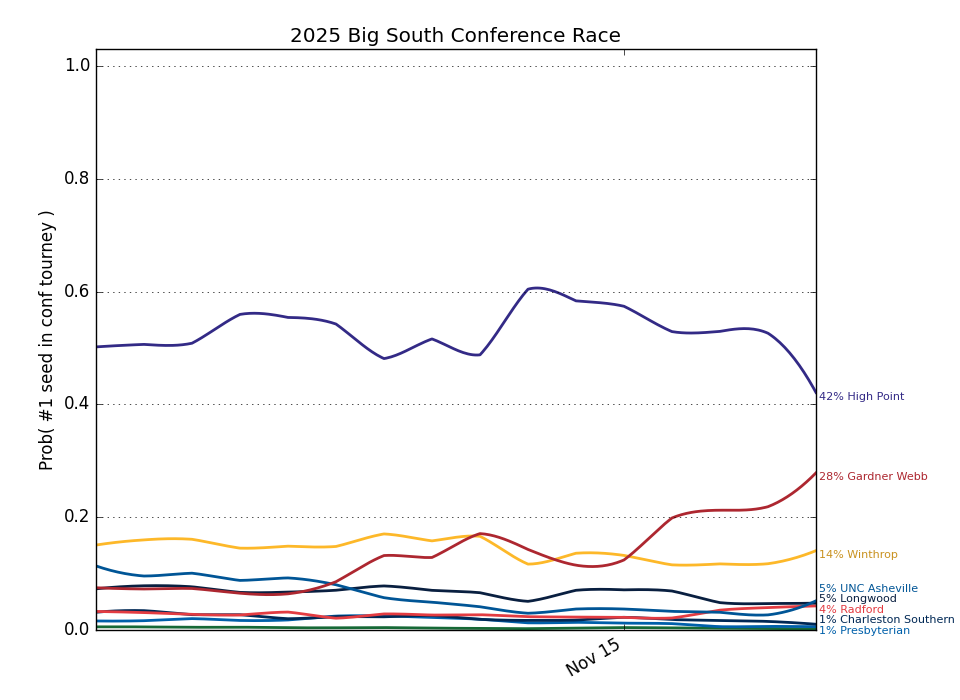 2025 Big South Conference Race
Prob( #1 seed in conf tourney )
1.0
0.8
0.6
0.4
0.2
0.0
Nov 15
42% High Point
28% Gardner Webb
14% Winthrop
5% UNC Asheville
5% Longwood
4% Radford
1% Charleston Southern
1% Presbyterian